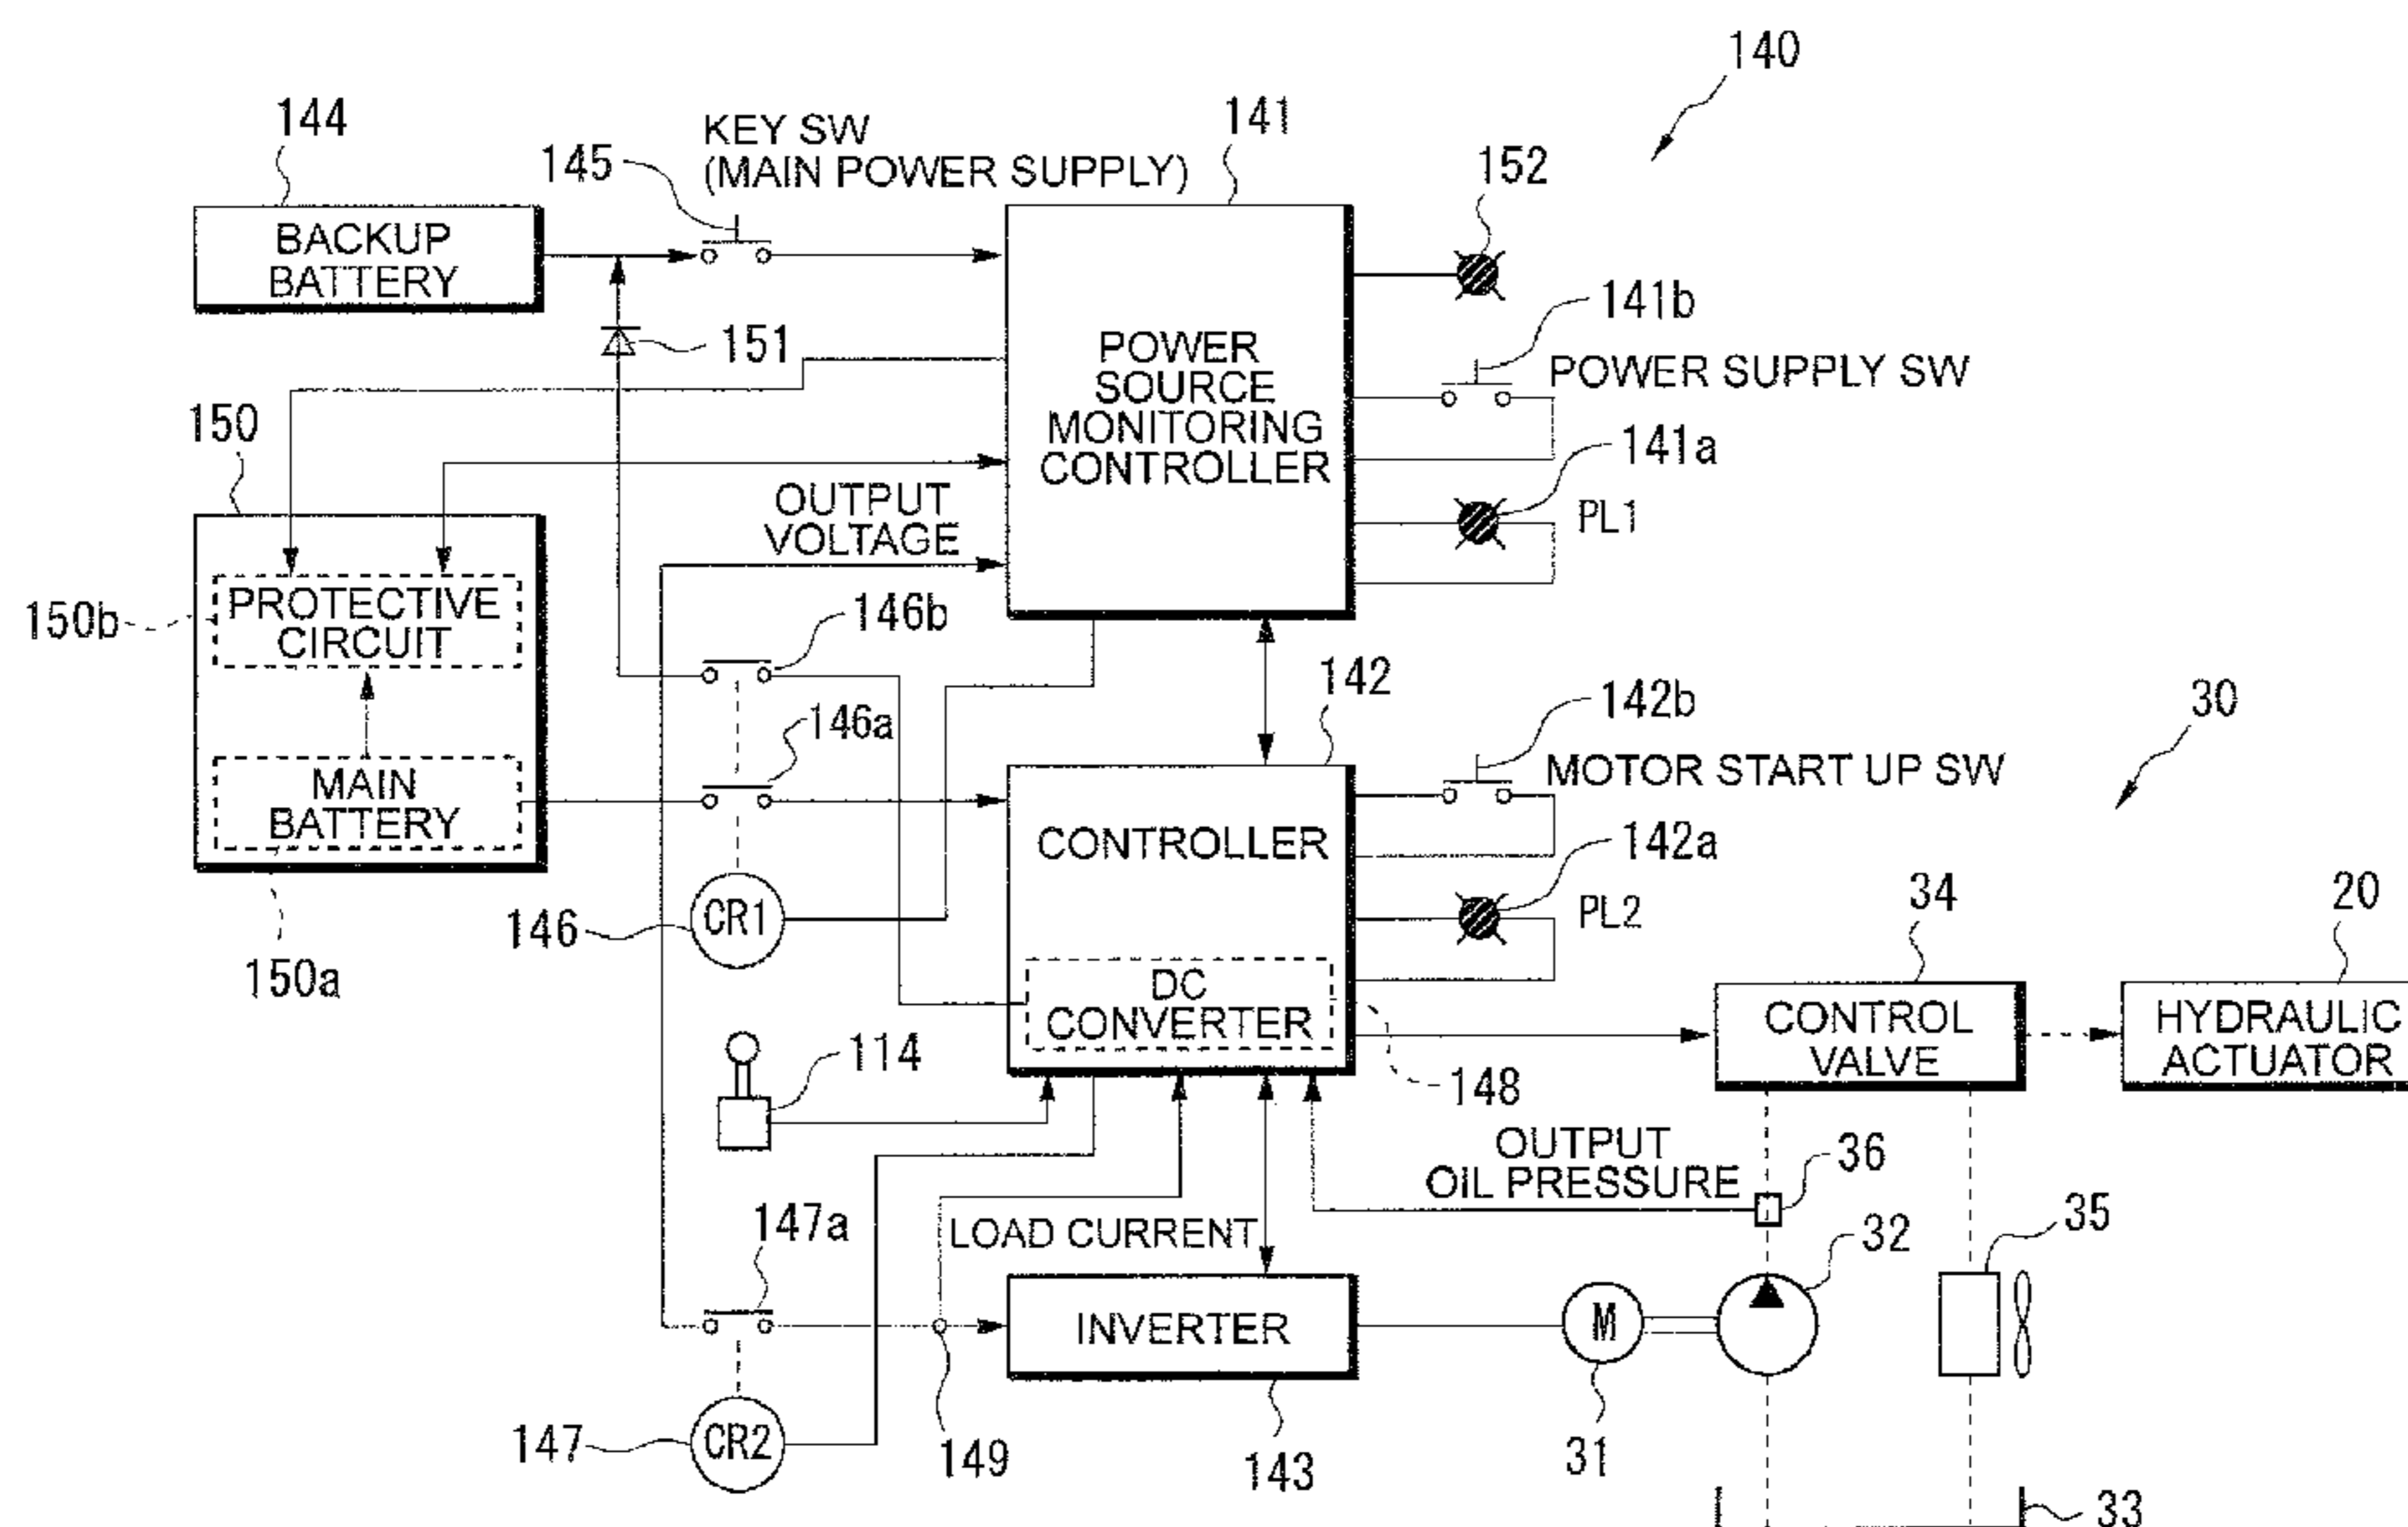 140
144
KEY SW
(MAIN POWER SUPPLY)
145
141
152
BACKUP
BATTERY
141b
POWER SUPPLY SW
151
POWER
SOURCE
MONITORING
CONTROLLER
150
141a
PL1
OUTPUT
VOLTAGE
150b
PROTECTIVE
CIRCUIT
146b
142
142b
30
146a
MOTOR START UP SW
MAIN
BATTERY
CONTROLLER
142a
PL2
34
20
146
CR1
150a
DC
CONVERTER
148
CONTROL
VALVE
HYDRAULIC
ACTUATOR
114
OUTPUT
OIL PRESSURE
36
147a
LOAD CURRENT
32
35
INVERTER
M
147
CR2
149
143
31
33